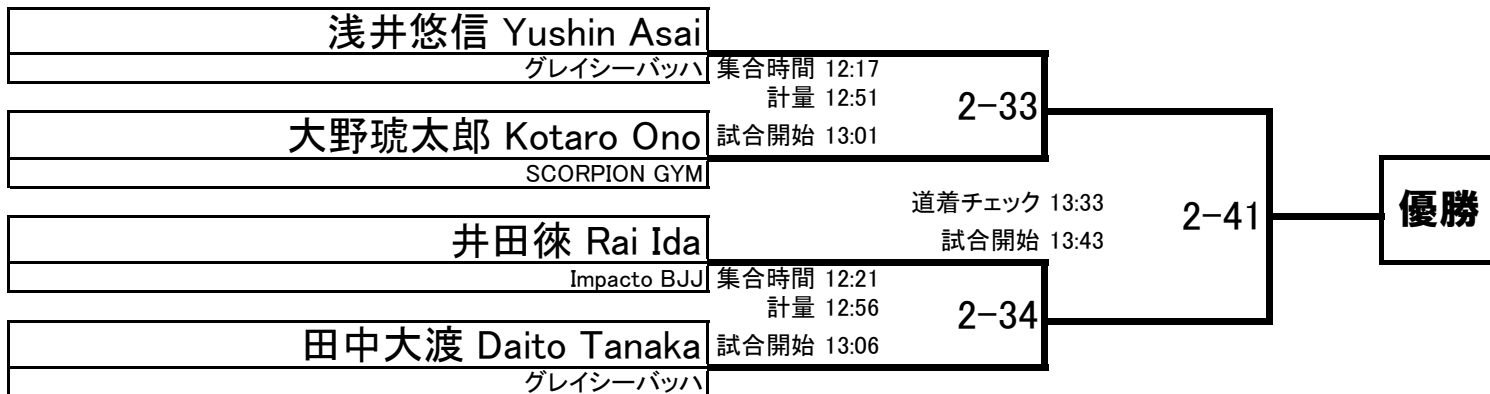 浅井悠信 Yushin Asai
グレイシーバッハ
集合時間 12:17
計量 12:51
2-33
大野琥太郎 Kotaro Ono
試合開始 13:01
SCORPION GYM
道着チェック 13:33
2-41
優勝
試合開始 13:43
井田徠 Rai Ida
Impacto BJJ
集合時間 12:21
計量 12:56
2-34
田中大渡 Daito Tanaka
試合開始 13:06
グレイシーバッハ